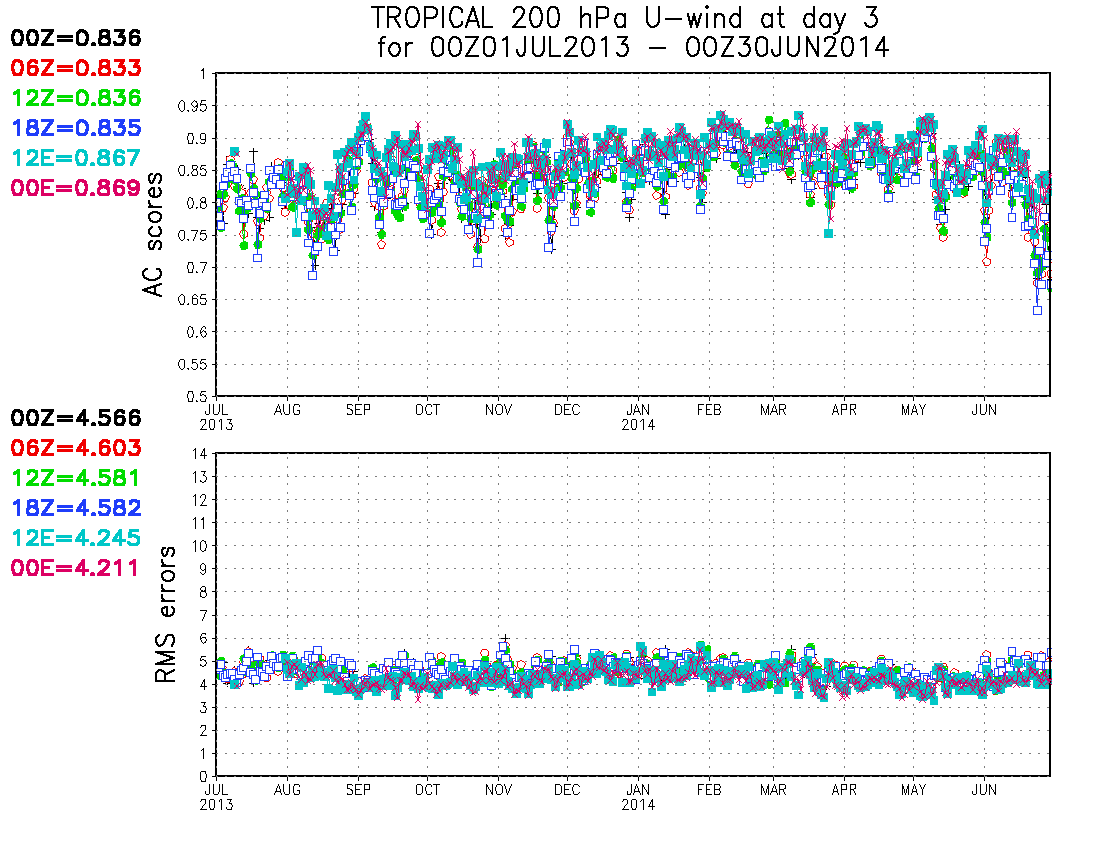 TROPICAL 200 hPa U-wind at day 3
for 00Z01JUL2013 - 00Z30JUN2014
00Z=0.836
06Z=0.833
12Z=0.836
18Z=0.835
12E=0.867
00E=0.869
AC scores
1
0.95
0.9
0.85
0.8
0.75
0.7
0.65
0.6
0.55
0.5
JUL AUG SEP OCT NOV DEC JAN FEB MAR APR MAY JUN
2013 2014
00Z=4.566
06Z=4.603
12Z=4.581
18Z=4.582
12E=4.245
00E=4.211
RMS errors
14
13
12
11
10
9
8
7
6
5
4
3
2
1
0
JUL AUG SEP OCT NOV DEC JAN FEB MAR APR MAY JUN
2013 2014